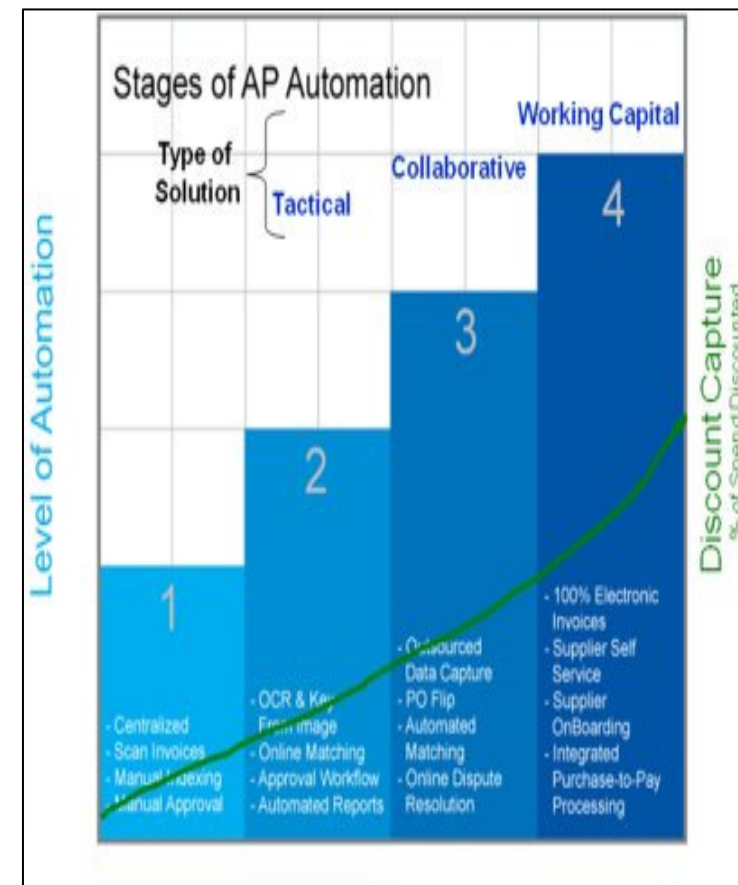 Stages of AP Automation
Working Capital
Type of
Solution
Collaborative
Tactical
Level of Automation
Discount Capture
% of Spend Discounted
1
- Centralized
- Scan Invoices
- Manual Indexing
- Manual Approval
2
- OCR & Key
From Image
- Online Matching
- Approval Workflow
- Automated Reports
3
- Outsourced
Data Capture
- PO Flip
- Automated
Matching
- Online Dispute
Resolution
4
- 100% Electronic
Invoices
- Supplier Self
Service
- Supplier
OnBoarding
- Integrated
Purchase-to-Pay
Processing